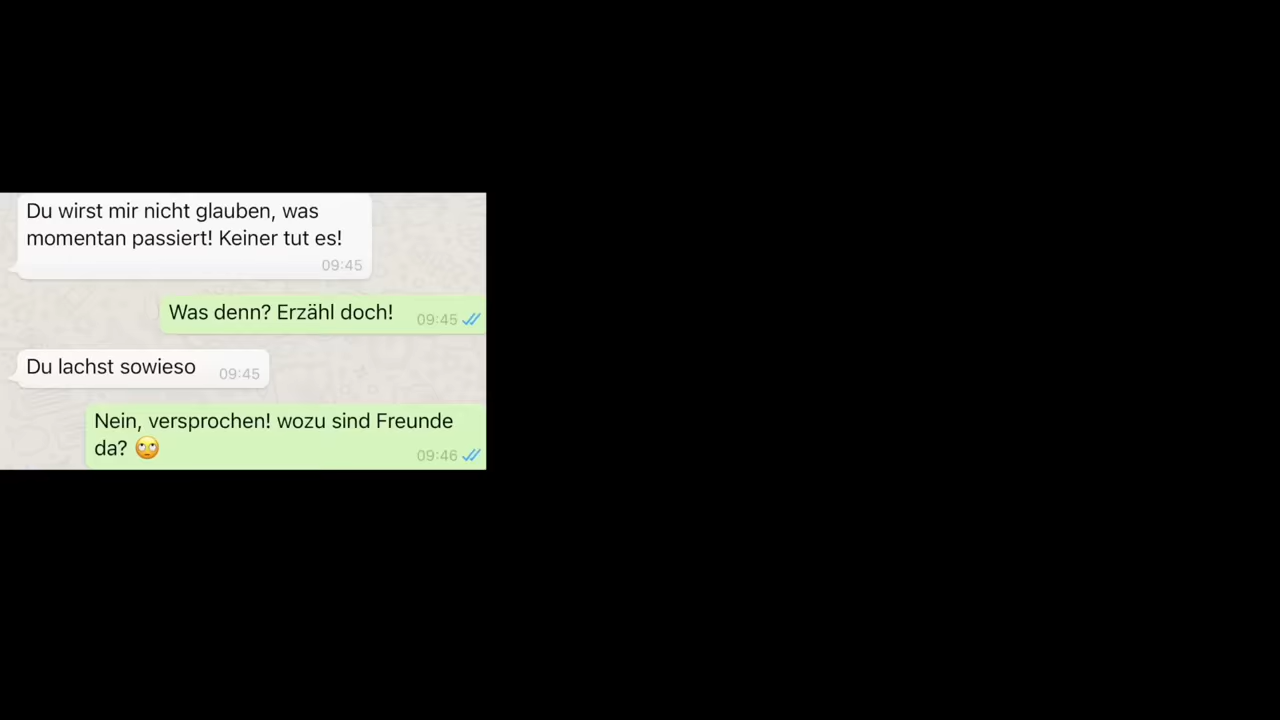 Du wirst mir nicht glauben, was
momentan passiert! Keiner tut es!
09:45
Was denn? Erzähl doch!
09:45
Du lachst sowieso
09:45
Nein, versprochen! wozu sind Freunde
da? 🙄
09:46